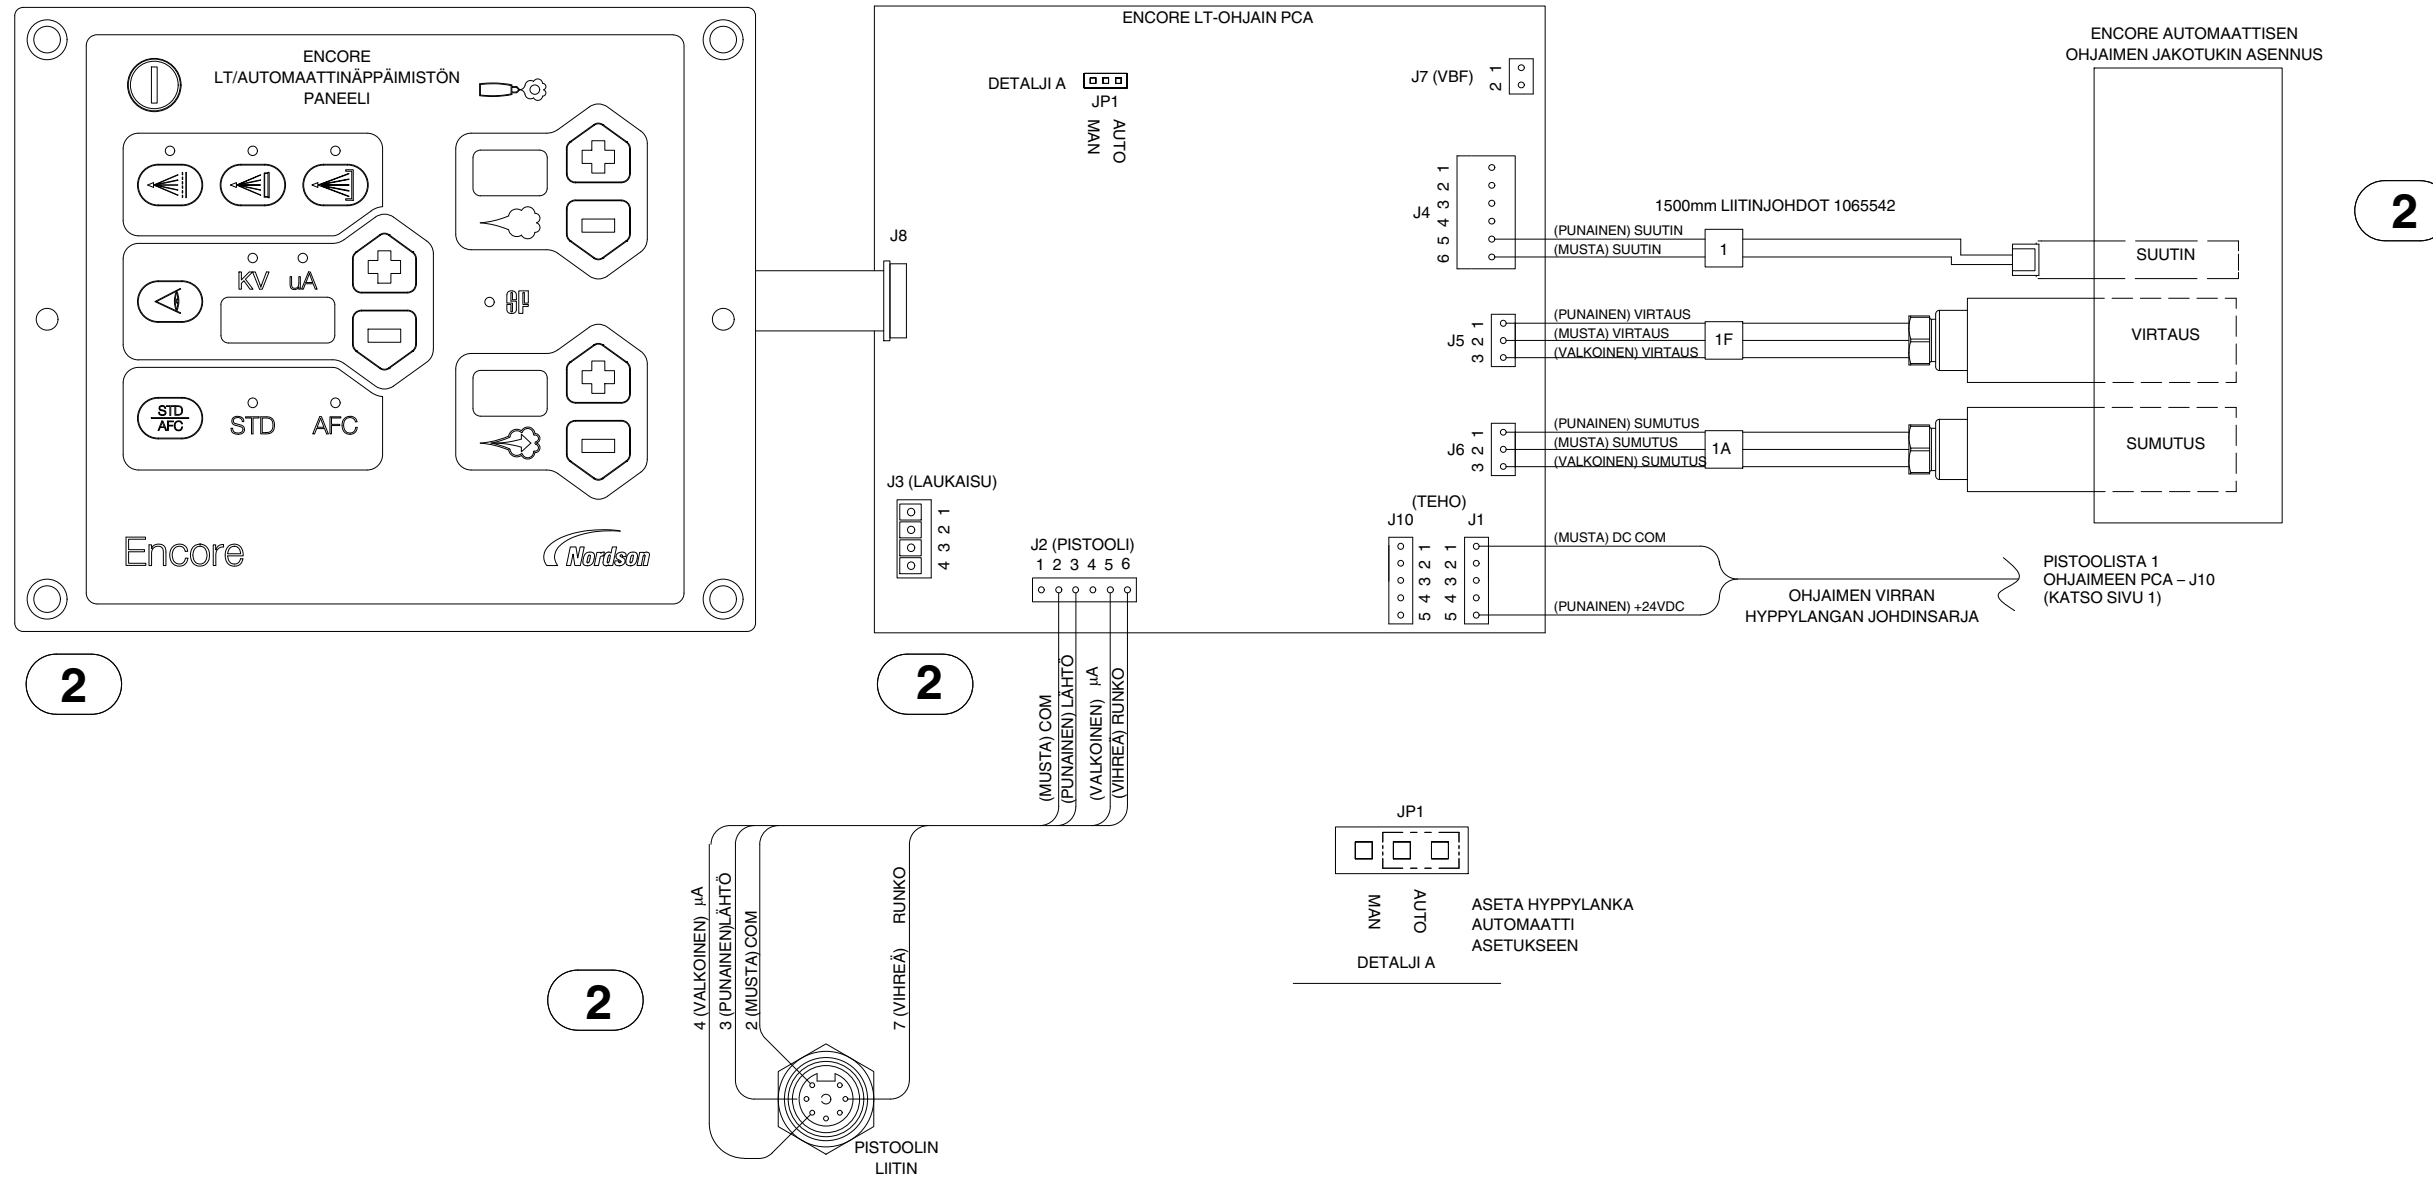 ENCORE
LT/AUTOMAATTINÄPPÄIMISTÖN
PANEELI
KV uA
SF
STD
AFC
STD AFC
Encore
Nordson
2
ENCORE LT-OHJAIN PCA
DETALJI A
JP1
MAN
AUTO
J7 (VBF)
1
2
J8
J4
1
2
3
4
5
6
1500mm LIITINJOHDOT 1065542
(PUNAINEN) SUUTIN
(MUSTA) SUUTIN
1
J5
1
2
3
(PUNAINEN) VIRTAUS
(MUSTA) VIRTAUS
(VALKOINEN) VIRTAUS
1F
J6
1
2
3
(PUNAINEN) SUMUTUS
(MUSTA) SUMUTUS
(VALKOINEN) SUMUTUS
1A
ENCORE AUTOMAATTISEN
OHJAIMEN JAKOTUKIN ASENNUS
SUUTIN
VIRTAUS
SUMUTUS
2
J3 (LAUKAISU)
1
2
3
4
J2 (PISTOOLI)
1 2 3 4 5 6
(TEHO)
J10 J1
1 1
2 2
3 3
4 4
5 5
(MUSTA) DC COM
(PUNAINEN) +24VDC
OHJAIMEN VIRRAN
HYPPYLANGAN JOHDINSARJA
PISTOOLISTA 1
OHJAIMEEN PCA – J10
(KATSO SIVU 1)
2
(MUSTA) COM
(PUNAINEN) LÄHTÖ
(VALKOINEN) µA
(VIHREÄ) RUNKO
4 (VALKOINEN) µA
3 (PUNAINEN)LÄHTÖ
2 (MUSTA) COM
7 (VIHREÄ) RUNKO
2
PISTOOLIN
LIITIN
JP1
MAN
AUTO
ASETA HYPPYLANKA
AUTOMAATTI
ASETUKSEEN
DETALJI A